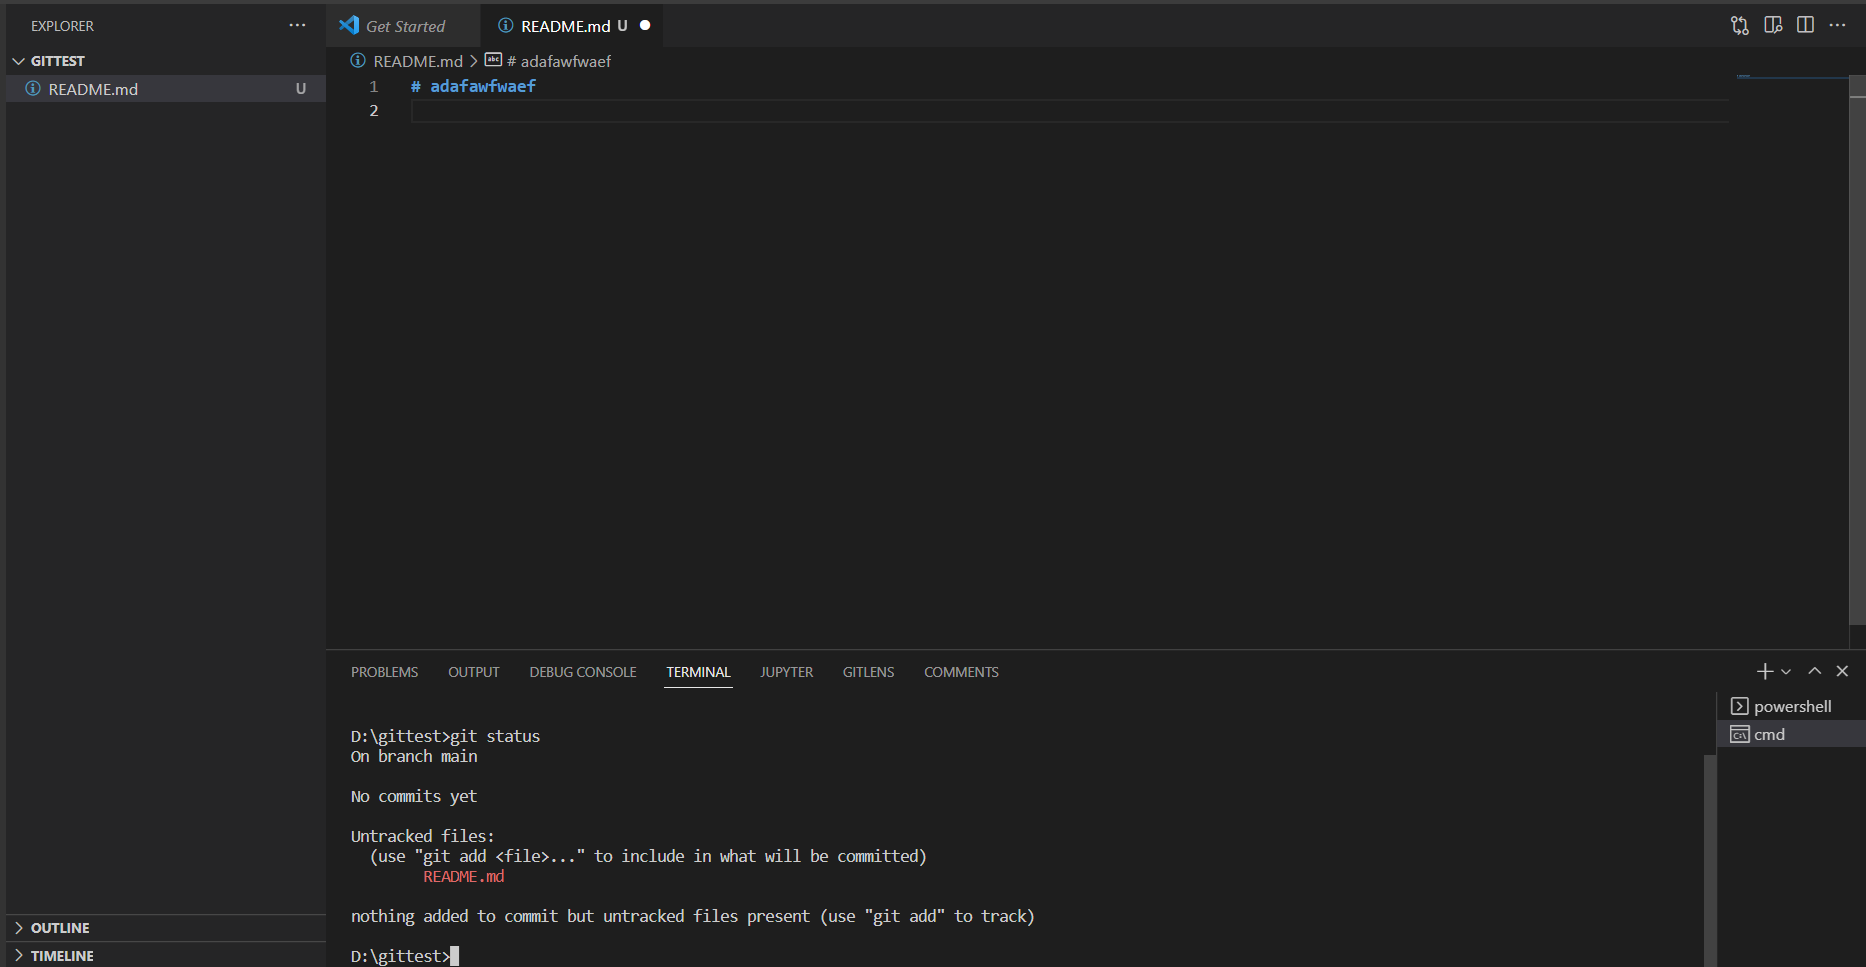 EXPLORER
GITTEST
README.md U
OUTLINE
TIMELINE
Get Started README.md U
README.md > # adafawfwaef
1 # adafawfwaef
2
PROBLEMS OUTPUT DEBUG CONSOLE TERMINAL JUPYTER GITLENS COMMENTS
D:\gittest>git status
On branch main
No commits yet
Untracked files:
(use "git add <file>..." to include in what will be committed)
README.md
nothing added to commit but untracked files present (use "git add" to track)
D:\gittest>
powershell
cmd